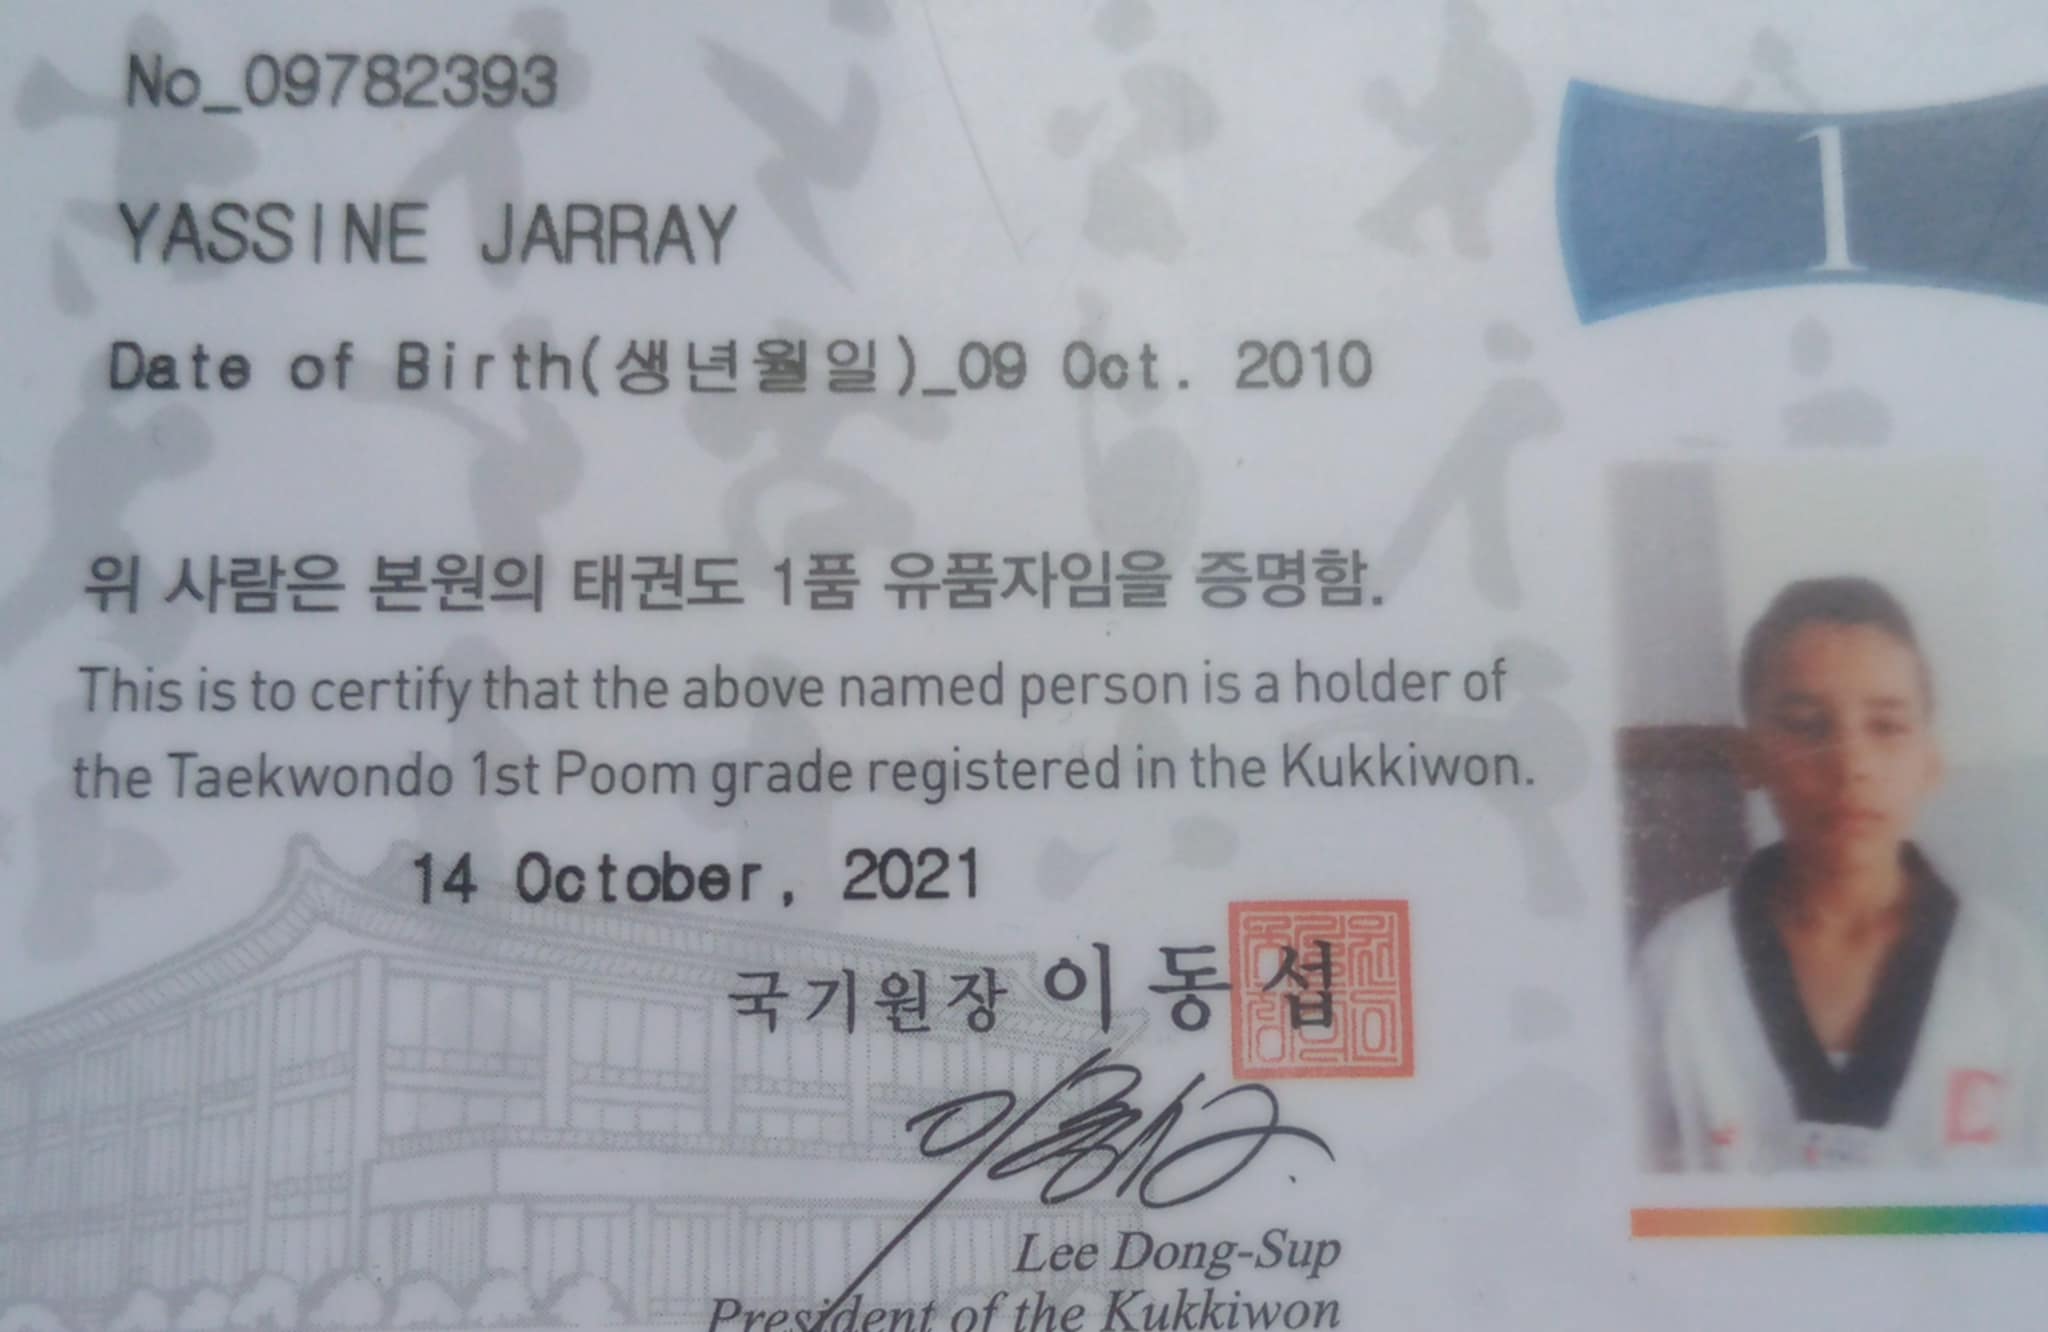 No_09782393
1
YASSINE JARRAY
Date of Birth(생년월일)_09 Oct. 2010
위 사람은 본원의 태권도 1품 유품자임을 증명함.
This is to certify that the above named person is a holder of
the Taekwondo 1st Poom grade registered in the Kukkiwon.
14 October, 2021
국기원장 이동섭
Lee Dong-Sup
President of the Kukkiwon